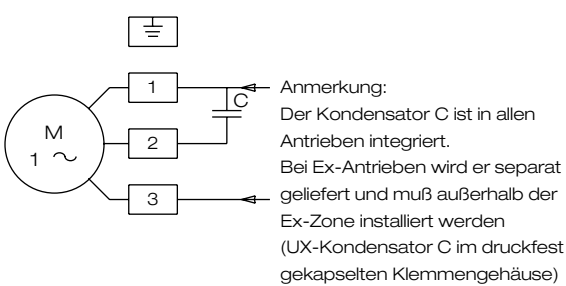 1
C
M
1 ~
2
3
Anmerkung:
Der Kondensator C ist in allen
Antrieben integriert.
Bei Ex-Antrieben wird er separat
geliefert und muß außerhalb der
Ex-Zone installiert werden
(UX-Kondensator C im druckfest
gekapselten Klemmengehäuse)